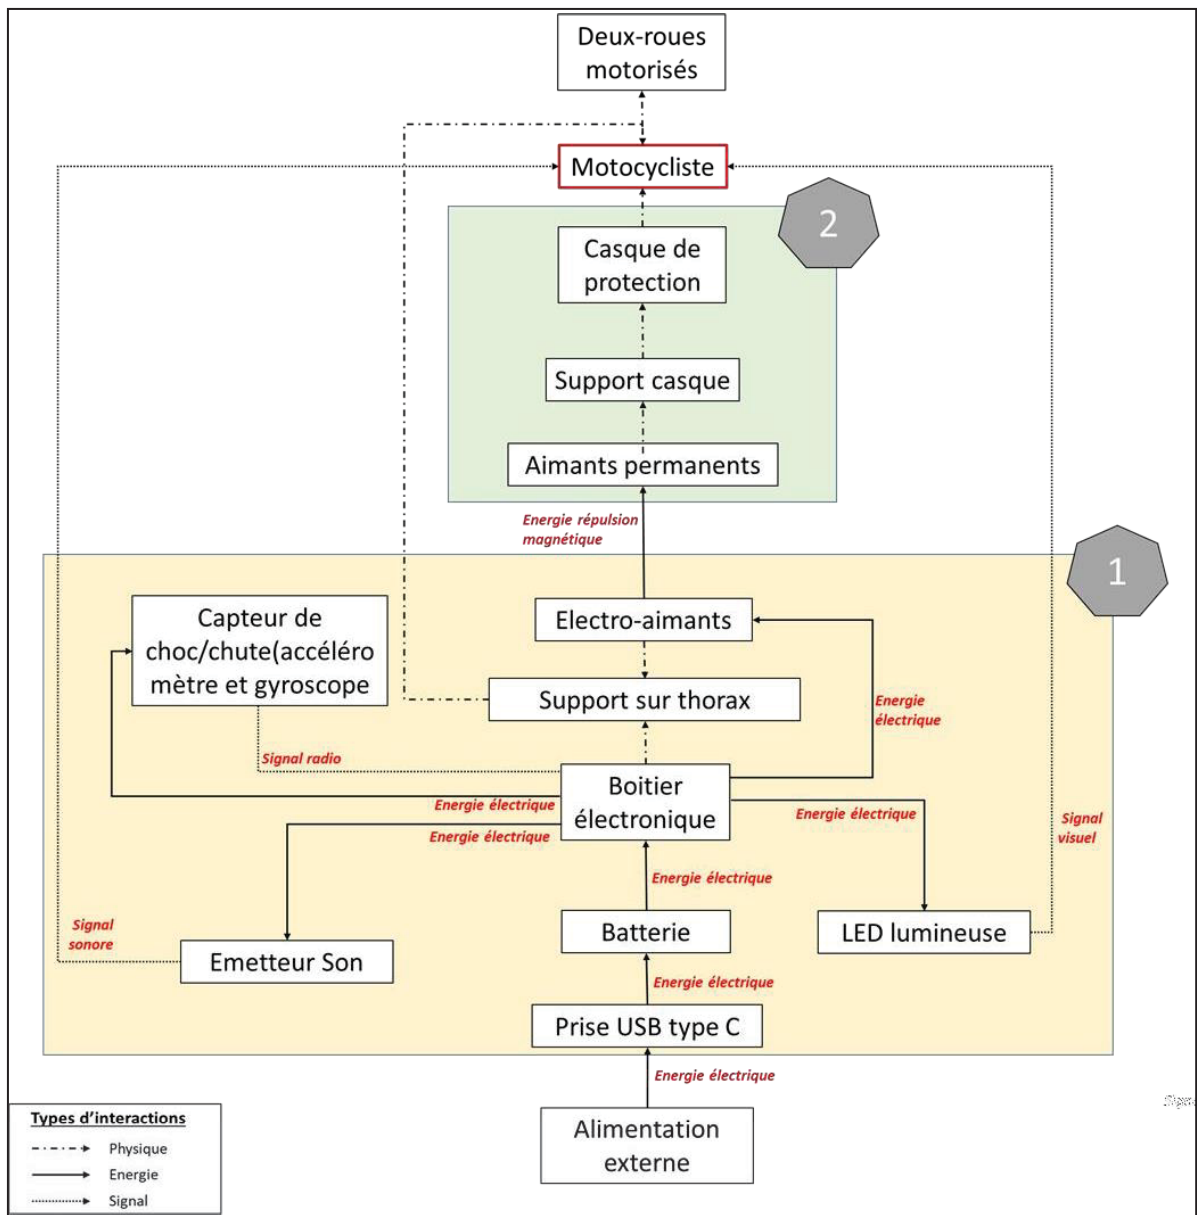 Deux-roues
motorisés
Motocycliste
2
Casque de
protection
Support casque
Aimants permanents
Energie répulsion
magnétique
1
Capteur de
choc/chute(accéléro
mètre et gyroscope
Electro-aimants
Support sur thorax
Energie
électrique
Signal radio
Boitier
électronique
Energie électrique
Energie électrique
Energie électrique
Signal
visuel
Energie électrique
Signal
sonore
Batterie
LED lumineuse
Emetteur Son
Energie électrique
Prise USB type C
Energie électrique
Alimentation
externe
Types d'interactions
Physique
Energie
Signal